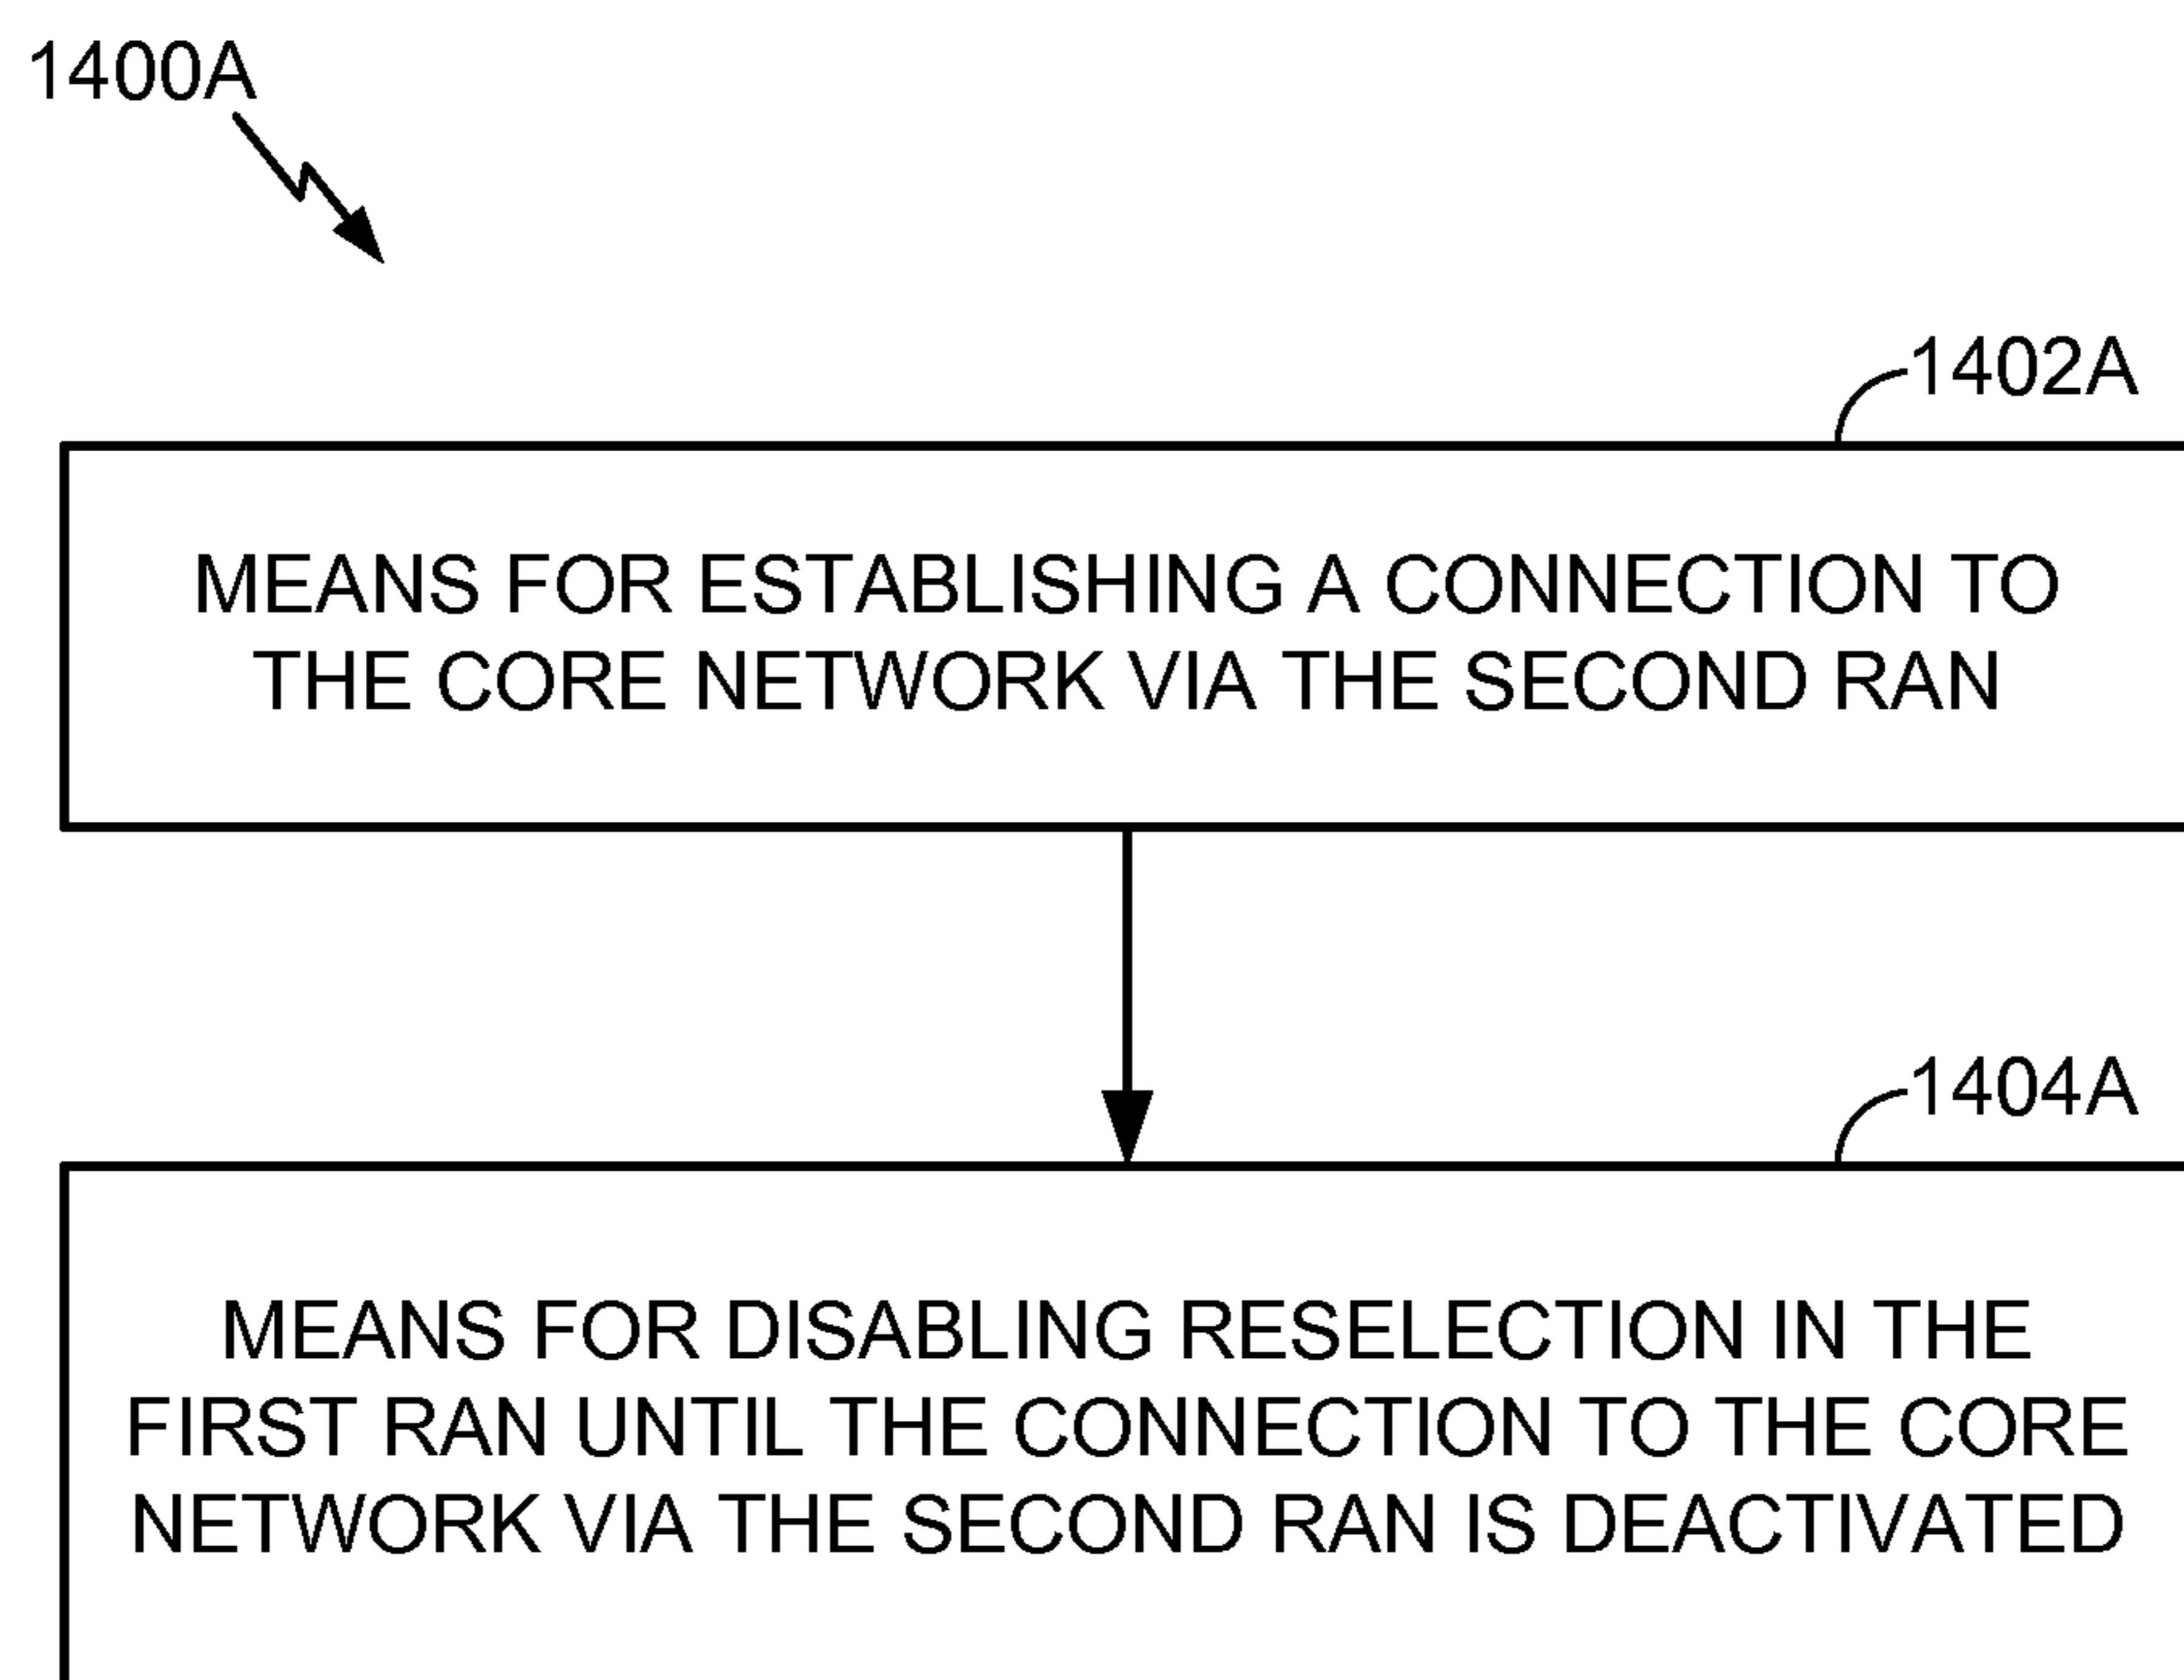 1400A
1402A
MEANS FOR ESTABLISHING A CONNECTION TO
THE CORE NETWORK VIA THE SECOND RAN
1404A
MEANS FOR DISABLING RESELECTION IN THE
FIRST RAN UNTIL THE CONNECTION TO THE CORE
NETWORK VIA THE SECOND RAN IS DEACTIVATED